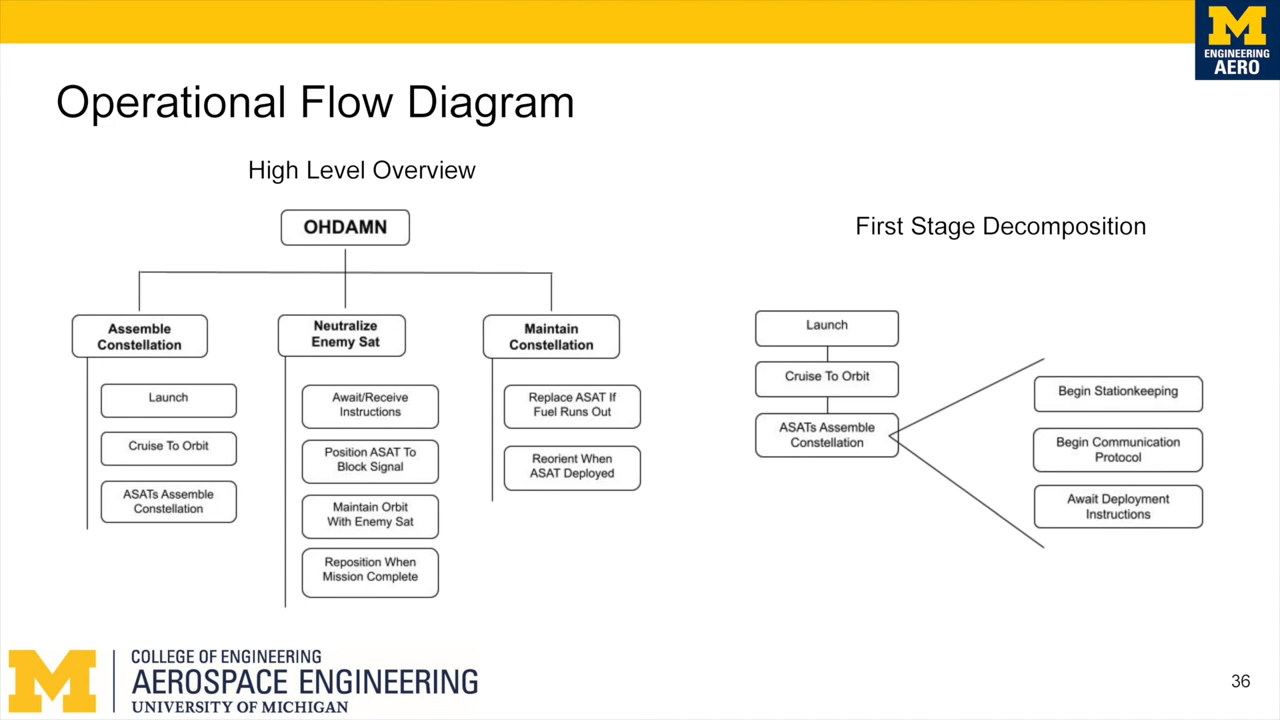 M
ENGINEERING
AERO
Operational Flow Diagram
High Level Overview
OHDAMN
Assemble
Constellation
Launch
Cruise To Orbit
ASATs Assemble
Constellation
Neutralize
Enemy Sat
Await/Receive
Instructions
Position ASAT To
Block Signal
Maintain Orbit
With Enemy Sat
Reposition When
Mission Complete
Maintain
Constellation
Replace ASAT If
Fuel Runs Out
Reorient When
ASAT Deployed
First Stage Decomposition
Launch
Cruise To Orbit
ASATs Assemble
Constellation
Begin Stationkeeping
Begin Communication
Protocol
Await Deployment
Instructions
M
COLLEGE OF ENGINEERING
AEROSPACE ENGINEERING
UNIVERSITY OF MICHIGAN
36